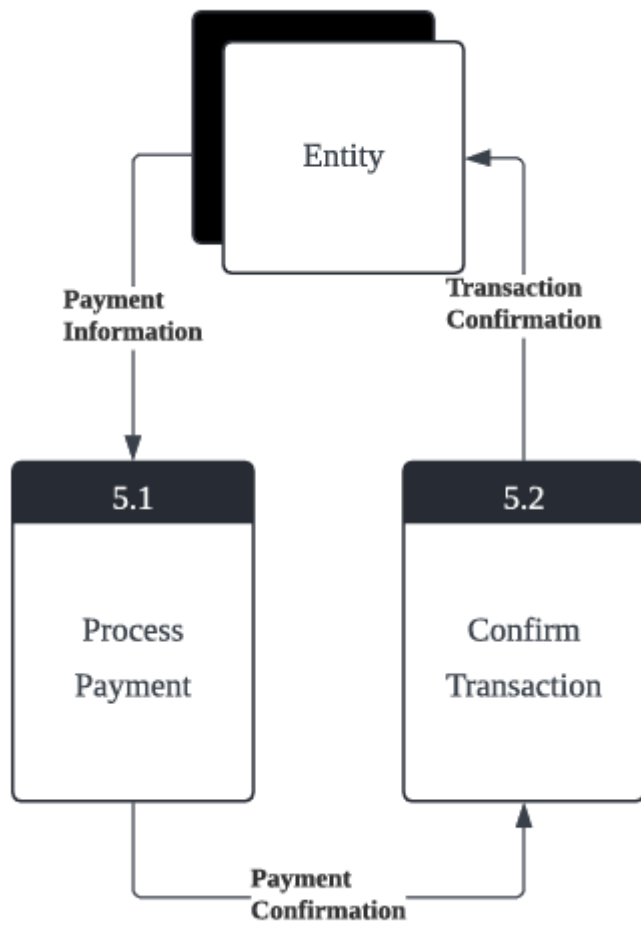 Entity
Payment
Information
Transaction
Confirmation
5.1
5.2
Process
Payment
Confirm
Transaction
Payment
Confirmation